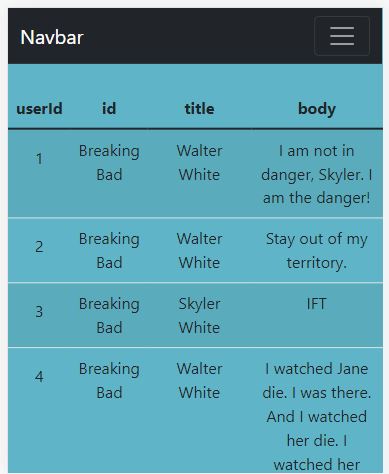 Navbar
userId id title body
1 Breaking Bad Walter White I am not in danger, Skyler. I am the danger!
2 Breaking Bad Walter White Stay out of my territory.
3 Breaking Bad Skyler White IFT
4 Breaking Bad Walter White I watched Jane die. I was there. And I watched her die. I watched her